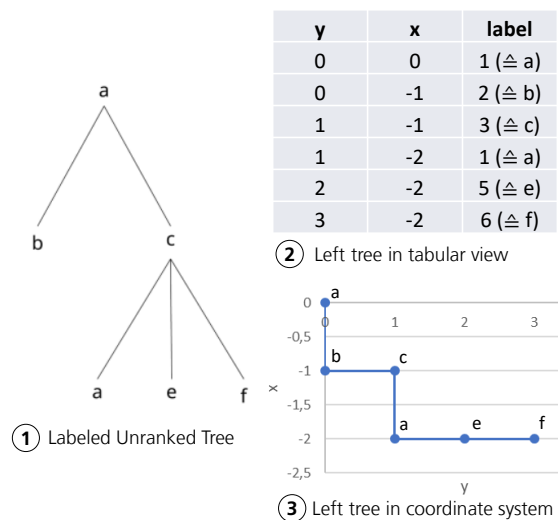 a
b
c
a
e
f
① Labeled Unranked Tree
y x label
0 0 1 (≙ a)
0 -1 2 (≙ b)
1 -1 3 (≙ c)
1 -2 1 (≙ a)
2 -2 5 (≙ e)
3 -2 6 (≙ f)
② Left tree in tabular view
a
0
0 1 2 3
-0,5
b c
-1
x
-1,5
a e f
-2
-2,5
y
③ Left tree in coordinate system